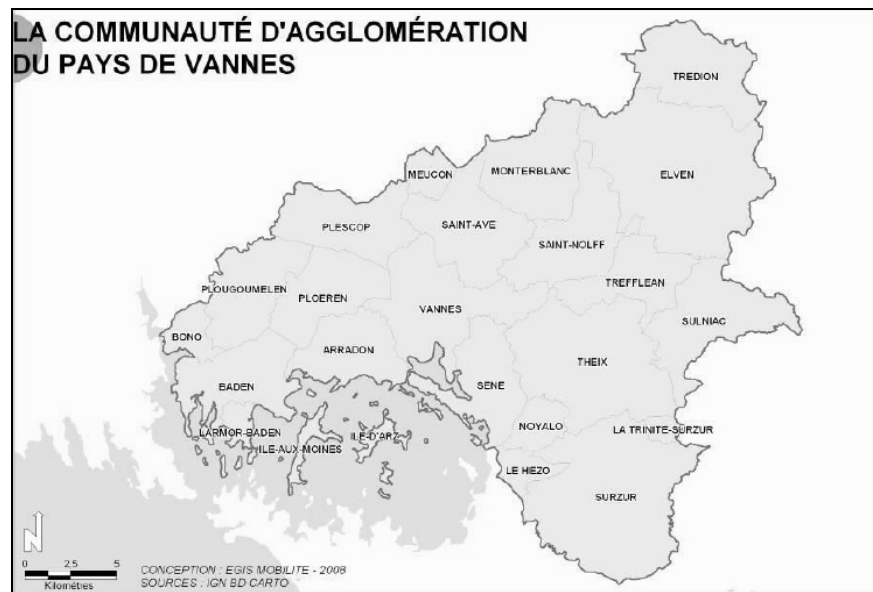 LA COMMUNAUTÉ D'AGGLOMÉRATION
DU PAYS DE VANNES
TREDION
MEUCON
MONTERBLANC
ELVEN
PLESCOP
SAINT-AVE
SAINT-NOLFF
TREFFLEAN
PLOUGOUMELEN
PLOEREN
VANNES
SULNIAC
BONO
ARRADON
THEIX
BADEN
SENE
NOYALO
LA TRINITE-SURZUR
LARMOR-BADEN
ILE-D'ARZ
ILE-AUX-MOINES
LE HEZO
SURZUR
N
0 2.5 5
Kilométres
CONCEPTION : EGIS MOBILITE - 2008
SOURCES : IGN BD CARTO